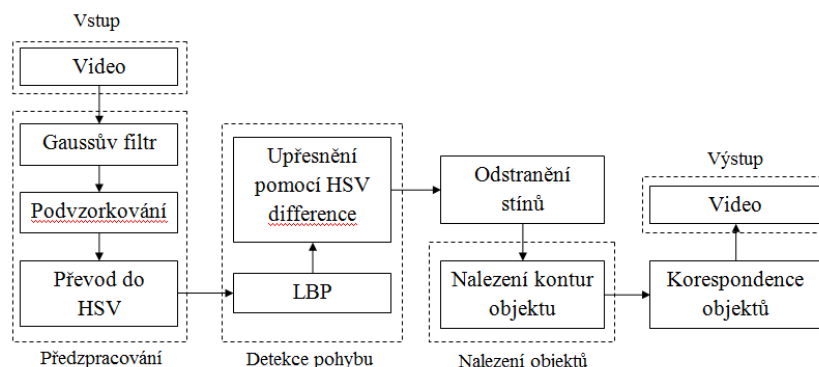 Vstup
Video
Gaussův filtr
Podvzorkování
Převod do
HSV
Předzpracování
Upřesnění
pomocí HSV
difference
LBP
Detekce pohybu
Odstranění
stínů
Nalezení kontur
objektu
Nalezení objektů
Výstup
Video
Korespondence
objektů